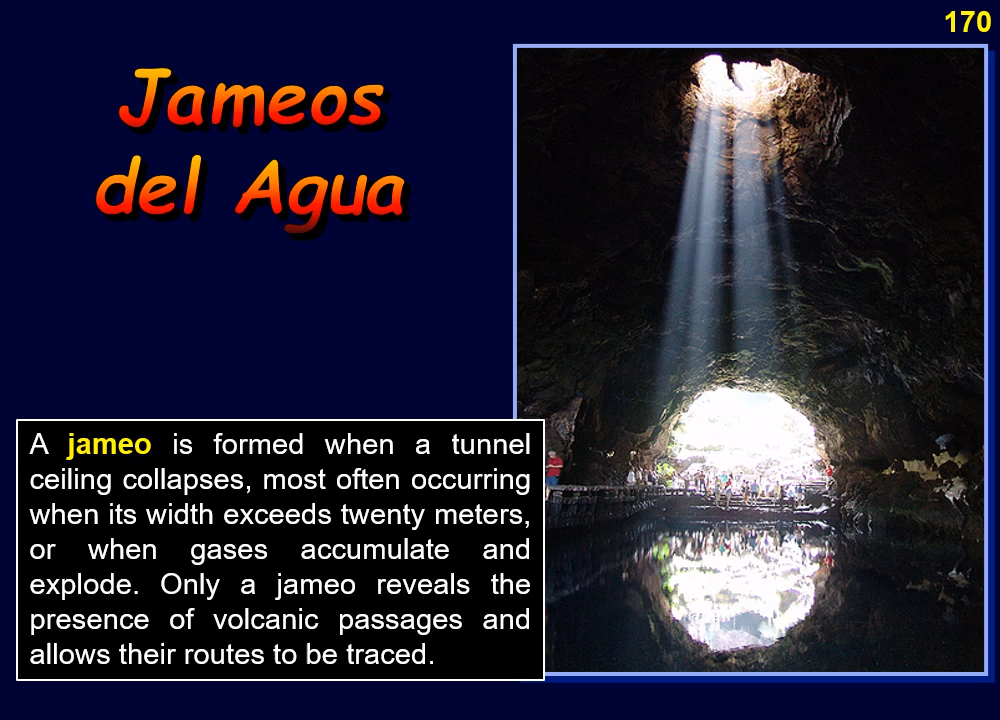 170
Jameos
del Agua
A jameo is formed when a tunnel
ceiling collapses, most often occurring
when its width exceeds twenty meters,
or when gases accumulate and
explode. Only a jameo reveals the
presence of volcanic passages and
allows their routes to be traced.